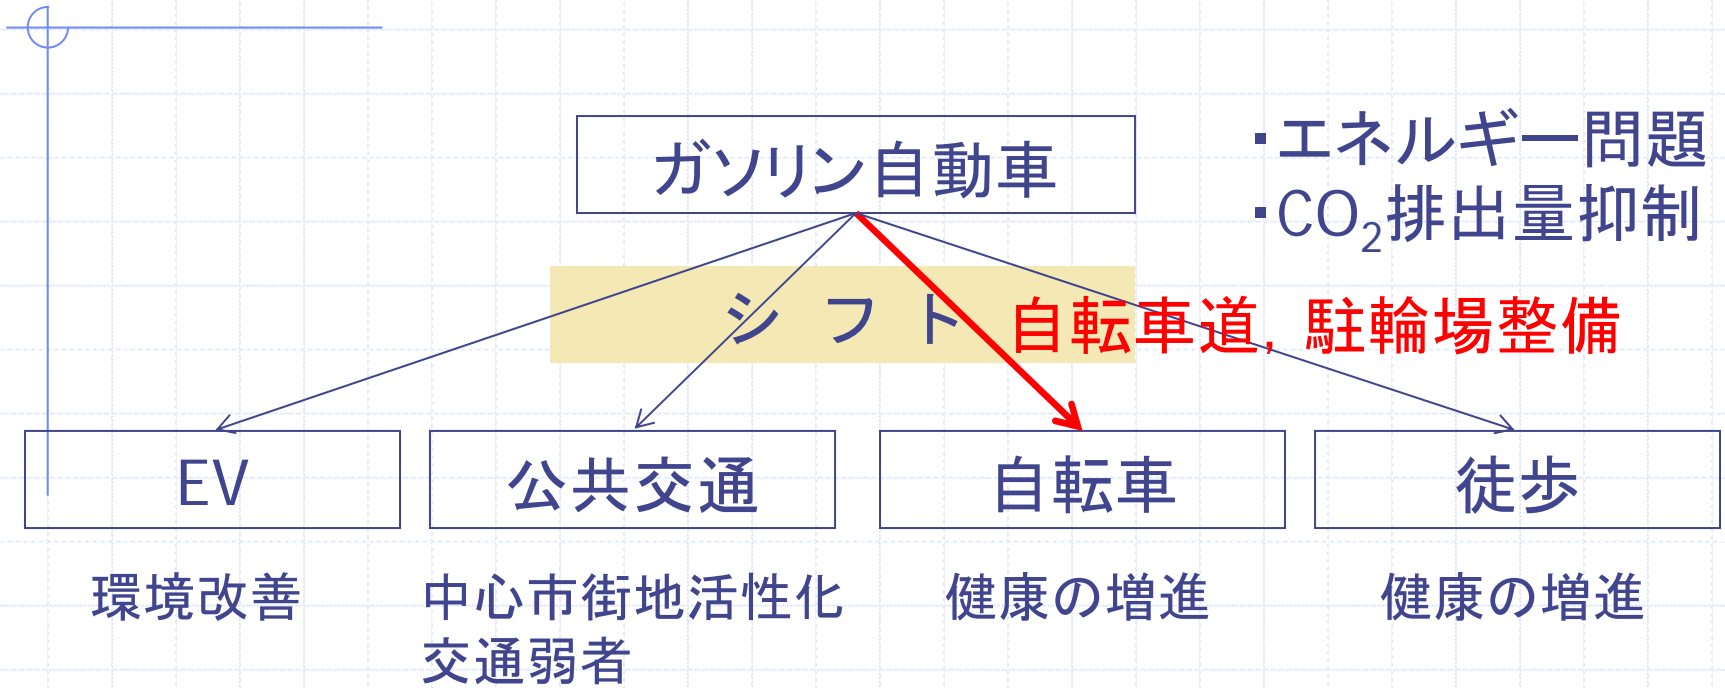 ガソリン自動車
・エネルギー問題
・CO₂排出量抑制
シフト
自転車道, 駐輪場整備
EV
公共交通
自転車
徒歩
環境改善
中心市街地活性化
交通弱者
健康の増進
健康の増進